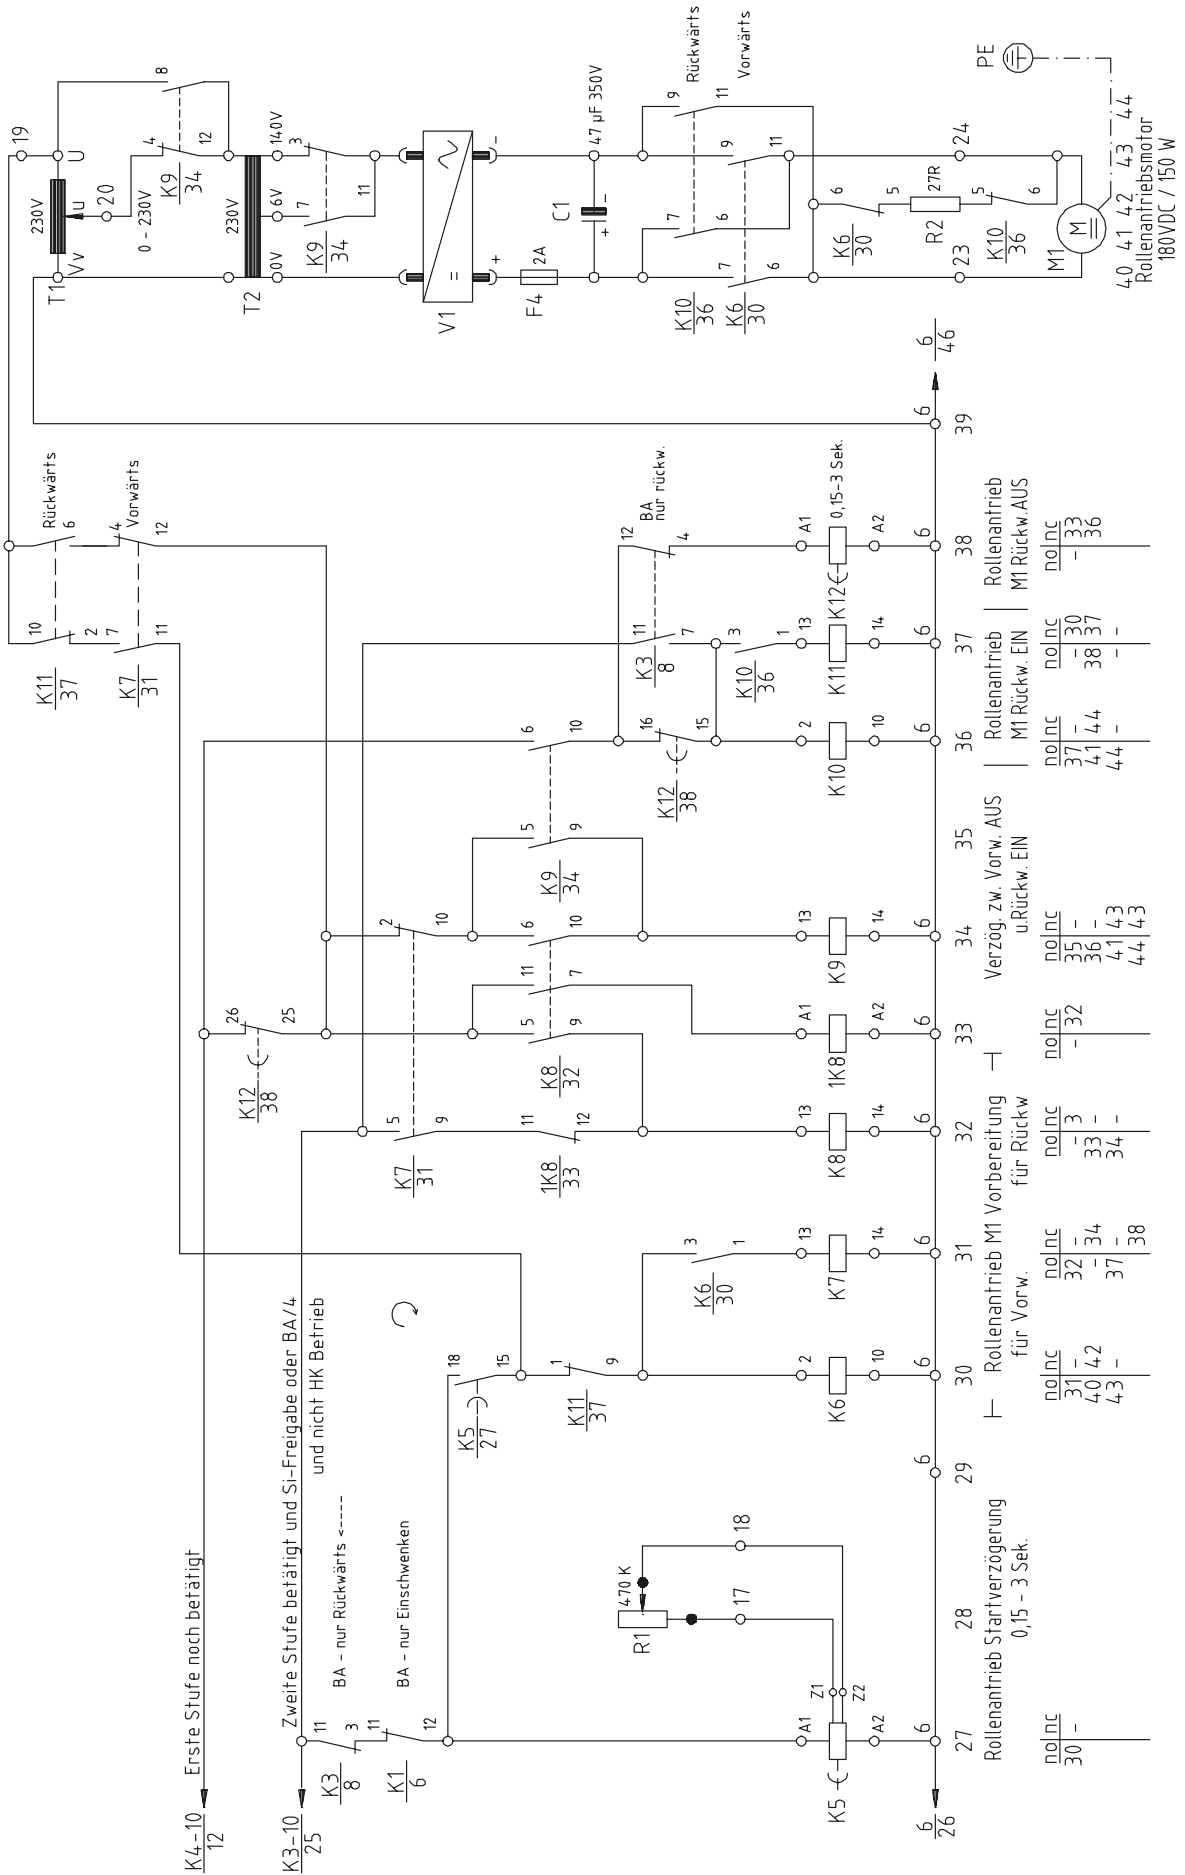 K4-10
12
Erste Stufe noch betätigt
K3-10
25
Zweite Stufe betätigt und Si-Freigabe oder BA/4
und nicht HK Betrieb
11
K3
8
3
BA - nur Rückwärts <-----
11
K1
6
12
BA - nur Einschwenken
18
K5
27
15
1
K11
37
9
3
K6
30
1
5
K7
31
9
2
10
11
1K8
33
12
26
K12
38
25
5
K8
32
9
11
7
6
10
5
K9
34
9
6
10
16
K12
38
15
11
K3
8
7
12
4
BA
nur rückw.
3
K10
36
1
10
K11
37
2
6
Rückwärts
7
K7
31
11
4
12
Vorwärts
R1
470 K
17
18
Z1
Z2
A1
K5
A2
2
K6
10
13
K7
14
13
K8
14
A1
1K8
A2
13
K9
14
2
K10
10
13
K11
14
A1
K12
A2
0,15-3 Sek.
6
26
6
6
6
6
6
6
6
6
6
6
6
6
46
27
28
29
30
31
32
33
34
35
36
37
38
39
Rollenantrieb Startverzögerung
0,15 - 3 Sek.
Rollenantrieb M1 Vorbereitung
für Vorw.
für Rückw
Verzög. zw. Vorw. AUS
u.Rückw. EIN
Rollenantrieb
M1 Rückw. EIN
Rollenantrieb
M1 Rückw.AUS
no nc
30 -
no nc
31 -
40 42
43 -
no nc
32 -
- 34
37 -
38
no nc
- 3
33 -
34 -
no nc
- 32
no nc
35 -
36 -
41 43
44 43
no nc
37 -
41 44
44 -
no nc
- 30
38 37
- -
no nc
- 33
36
19
T1
230V
U
u
Vv
20
0 - 230V
4
K9
34
12
8
T2
230V
0V
6V
140V
7
3
K9
34
11
V1
=
~
+
-
F4
2A
C1
47 µF 350V
+
-
K10
36
7
6
9
11
Rückwärts
K6
30
7
6
9
11
Vorwärts
6
K6
30
5
R2
27R
5
K10
36
6
23
24
M1
M
PE
40 41 42 43 44
Rollenantriebsmotor
180VDC / 150 W